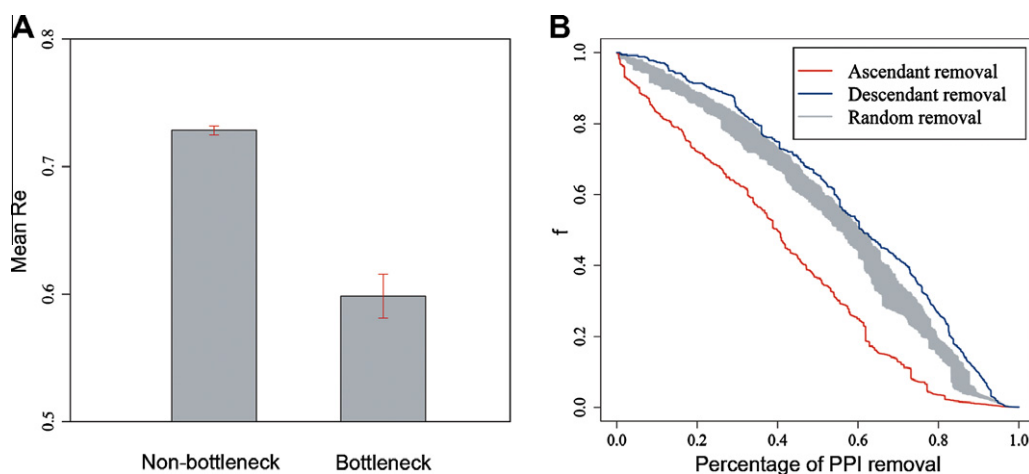 A
0.8
0.7
0.6
0.5
Mean Re
Non-bottleneck
Bottleneck
B
1.0
0.8
0.6
0.4
0.2
0.0
f
Ascendant removal
Descendant removal
Random removal
0.0 0.2 0.4 0.6 0.8 1.0
Percentage of PPI removal